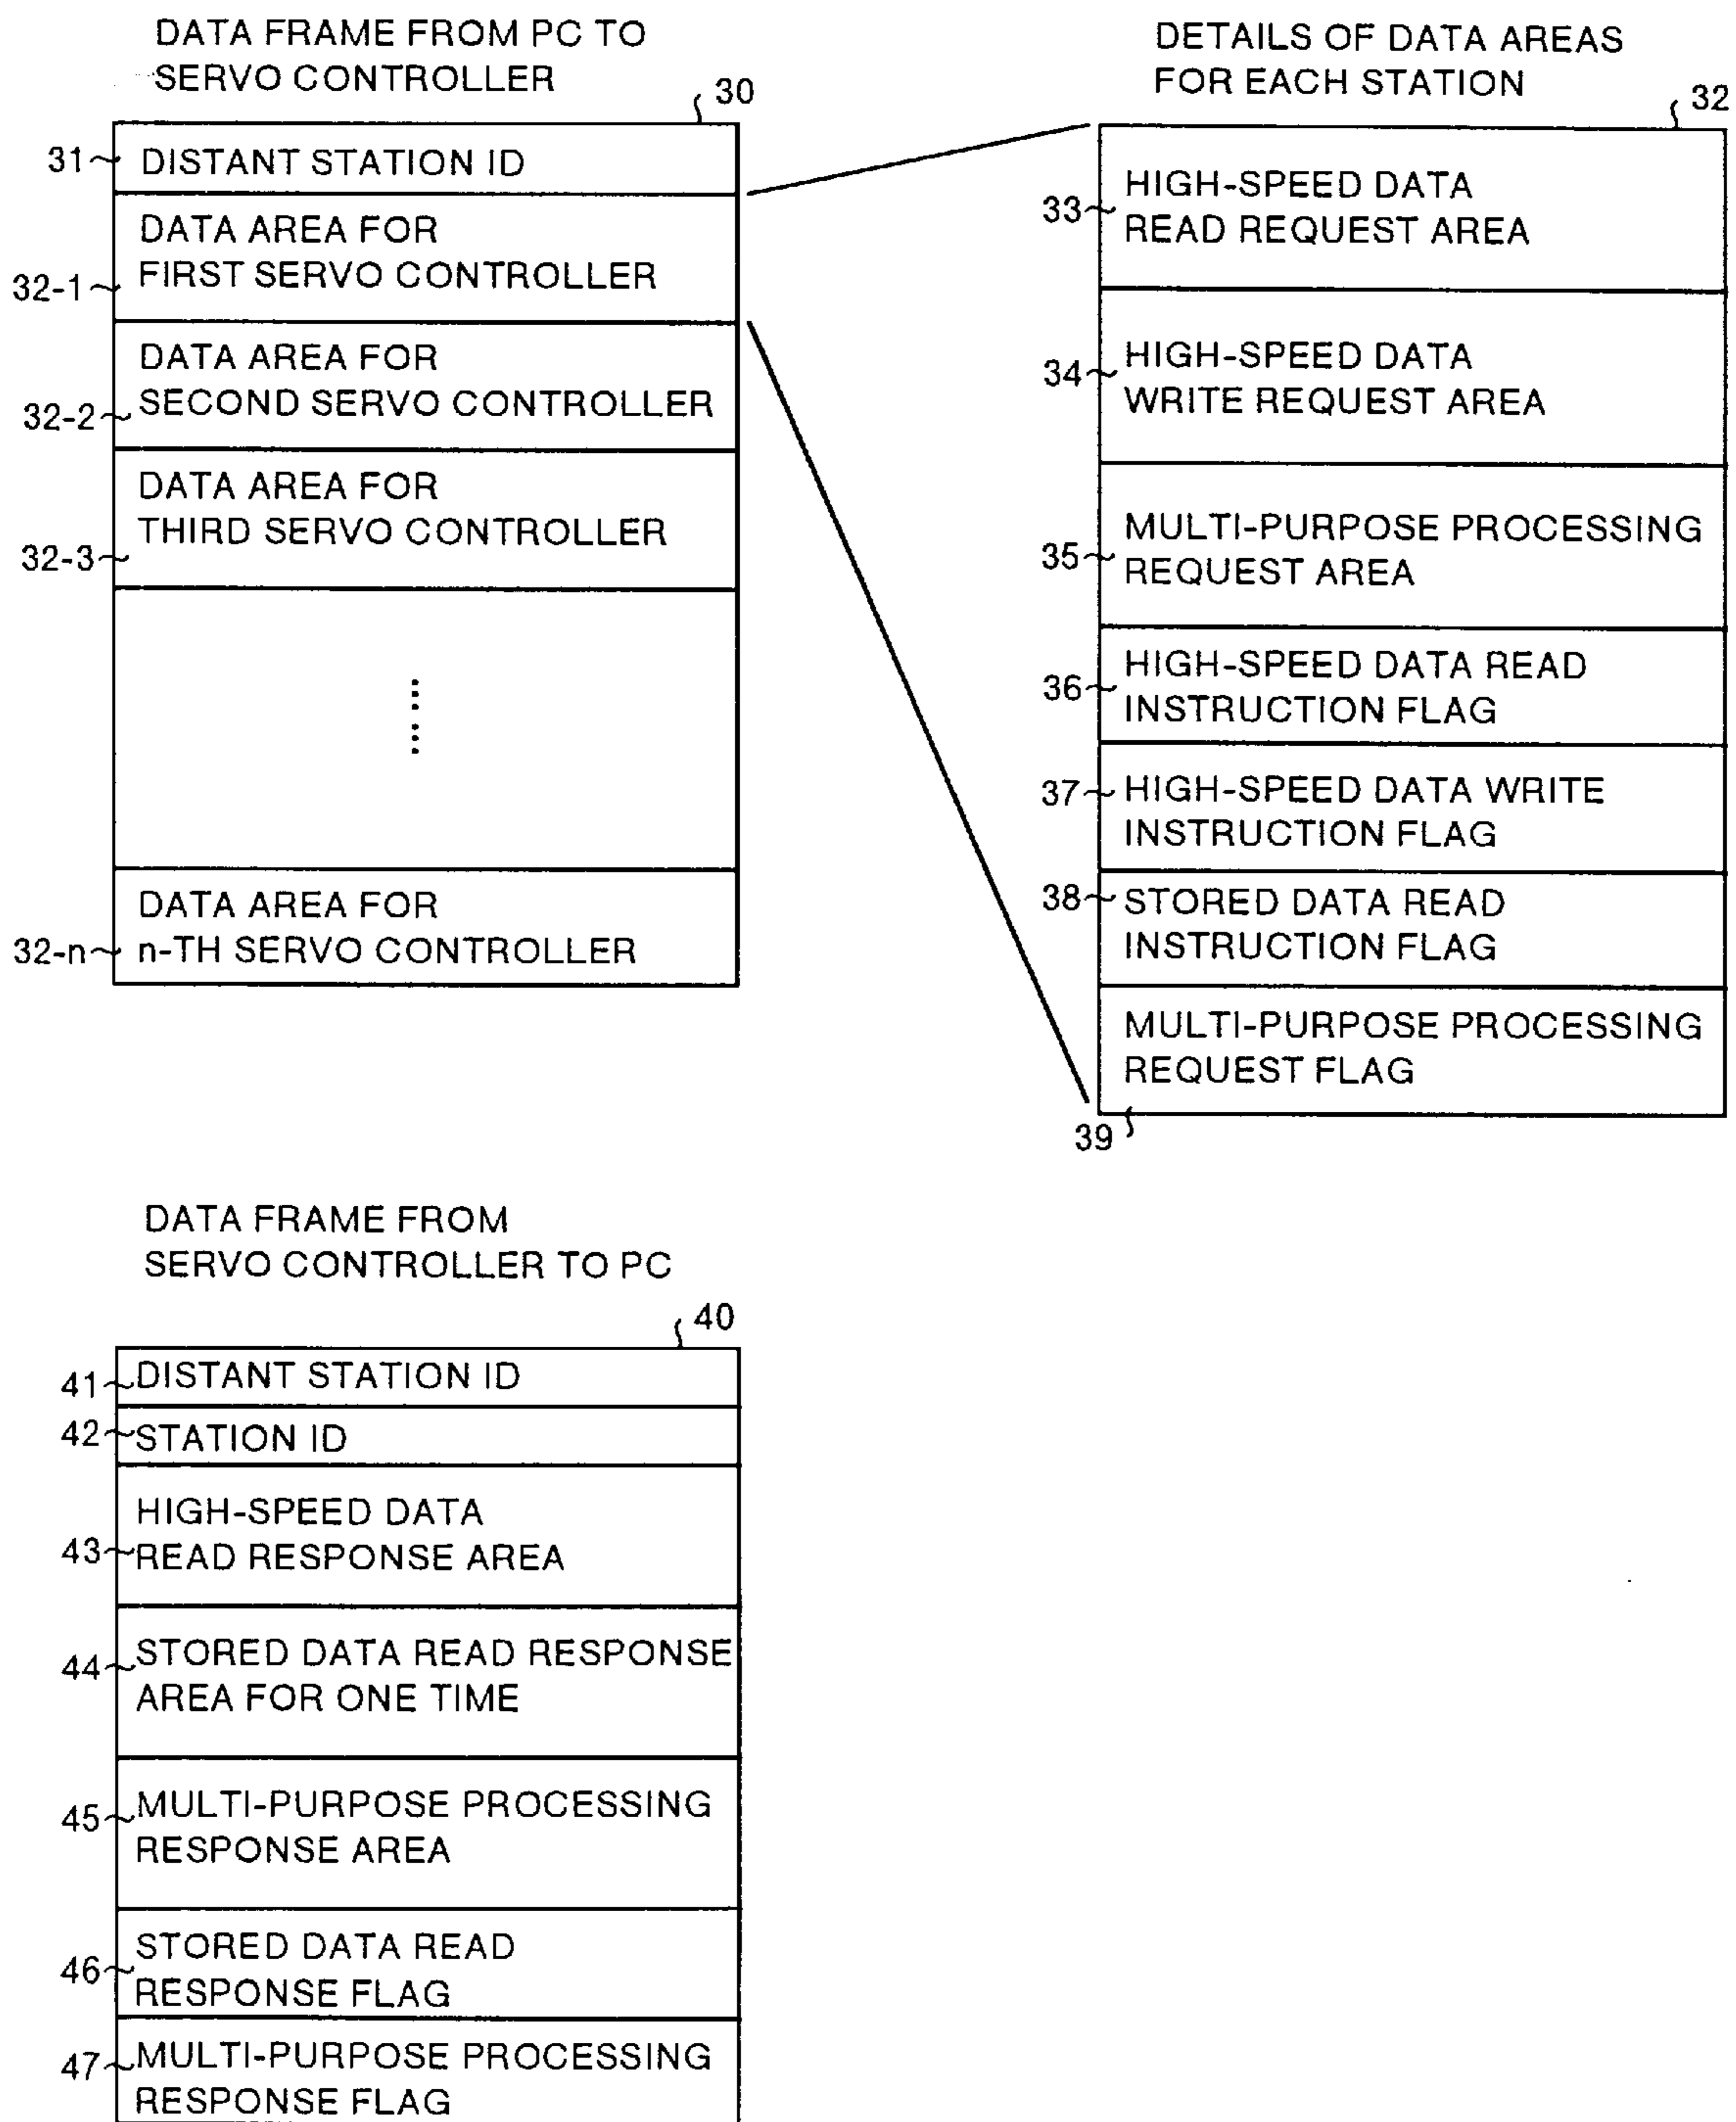 DATA FRAME FROM PC TO
SERVO CONTROLLER
30
31 DISTANT STATION ID
DATA AREA FOR
32-1 FIRST SERVO CONTROLLER
DATA AREA FOR
32-2 SECOND SERVO CONTROLLER
DATA AREA FOR
THIRD SERVO CONTROLLER
32-3
......
DATA AREA FOR
32-n n-TH SERVO CONTROLLER
DETAILS OF DATA AREAS
FOR EACH STATION
32
HIGH-SPEED DATA
33 READ REQUEST AREA
HIGH-SPEED DATA
34 WRITE REQUEST AREA
MULTI-PURPOSE PROCESSING
35 REQUEST AREA
HIGH-SPEED DATA READ
36 INSTRUCTION FLAG
37 HIGH-SPEED DATA WRITE
INSTRUCTION FLAG
38 STORED DATA READ
INSTRUCTION FLAG
MULTI-PURPOSE PROCESSING
REQUEST FLAG
39
DATA FRAME FROM
SERVO CONTROLLER TO PC
40
41 DISTANT STATION ID
42 STATION ID
HIGH-SPEED DATA
43 READ RESPONSE AREA
44 STORED DATA READ RESPONSE
AREA FOR ONE TIME
45 MULTI-PURPOSE PROCESSING
RESPONSE AREA
STORED DATA READ
46 RESPONSE FLAG
47 MULTI-PURPOSE PROCESSING
RESPONSE FLAG